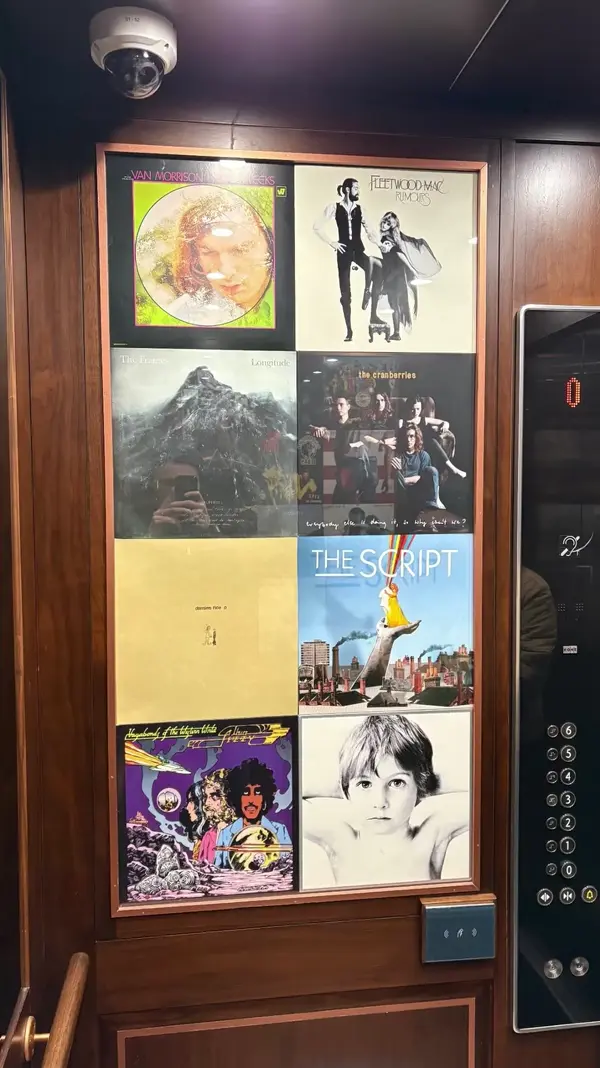 VAN MORRISON
WEEKS
FLEETWOOD MAC
RUMOURS
The Frames
Longitude
the cranberries
everybody else is doing it, so why can't we?
damien rice
THE SCRIPT
Vagabonds of the Western World
Thin Lizzy
0
6
5
4
3
2
1
0